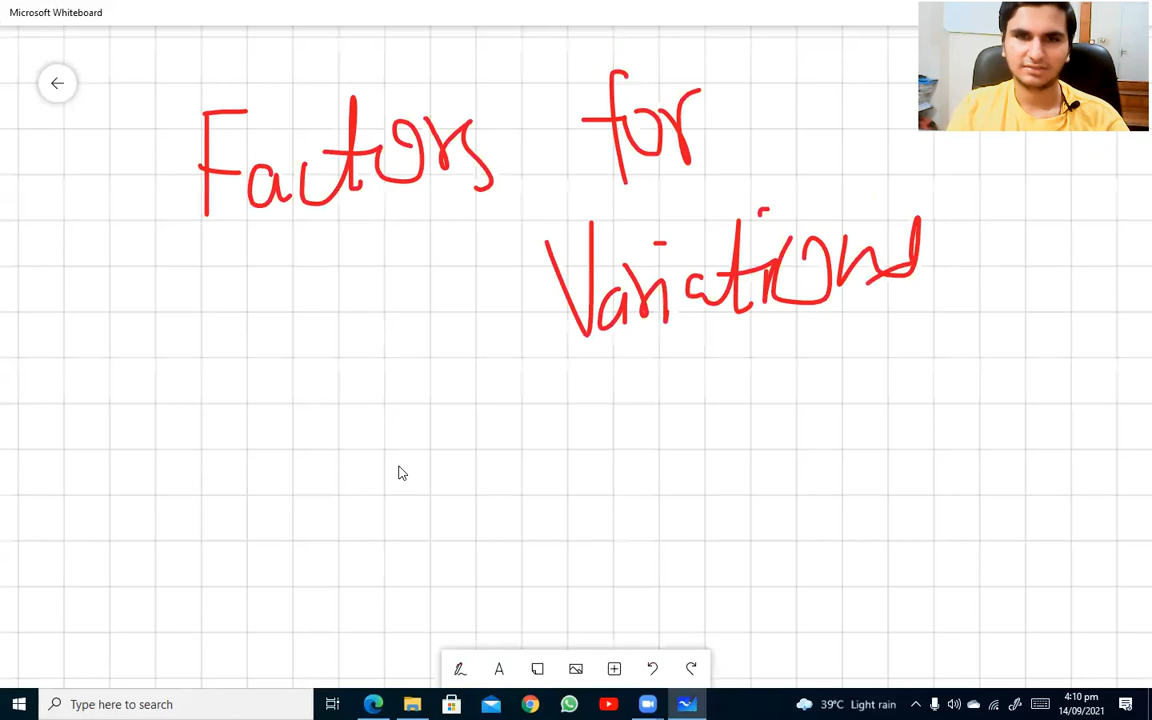 Microsoft Whiteboard
Factors for
Variations
Type here to search
39°C Light rain
4:10 pm
14/09/2021